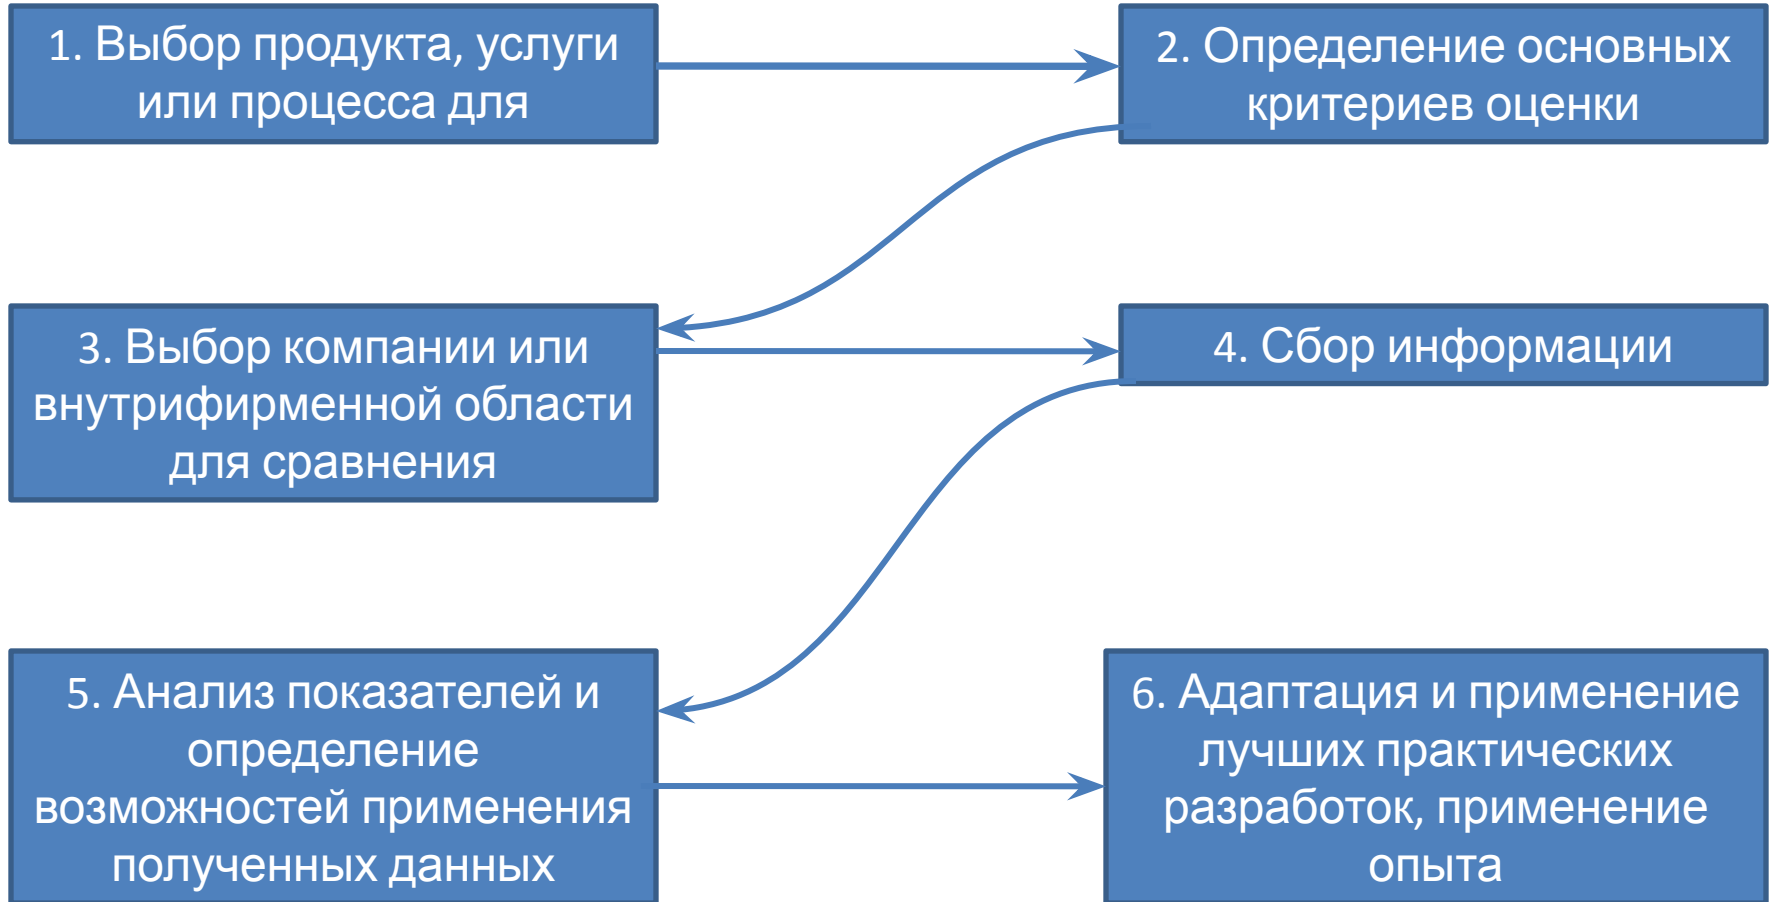 1. Выбор продукта, услуги
или процесса для
2. Определение основных
критериев оценки
3. Выбор компании или
внутрифирменной области
для сравнения
4. Сбор информации
5. Анализ показателей и
определение
возможностей применения
полученных данных
6. Адаптация и применение
лучших практических
разработок, применение
опыта